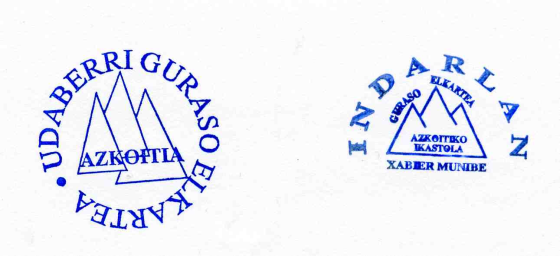 UDABERRI GURASO ELKARTEA •
AZKOITIA
INDARLAN
GURASO ELKARTEA
AZKOITIKO
IKASTOLA
XABIER MUNIBE